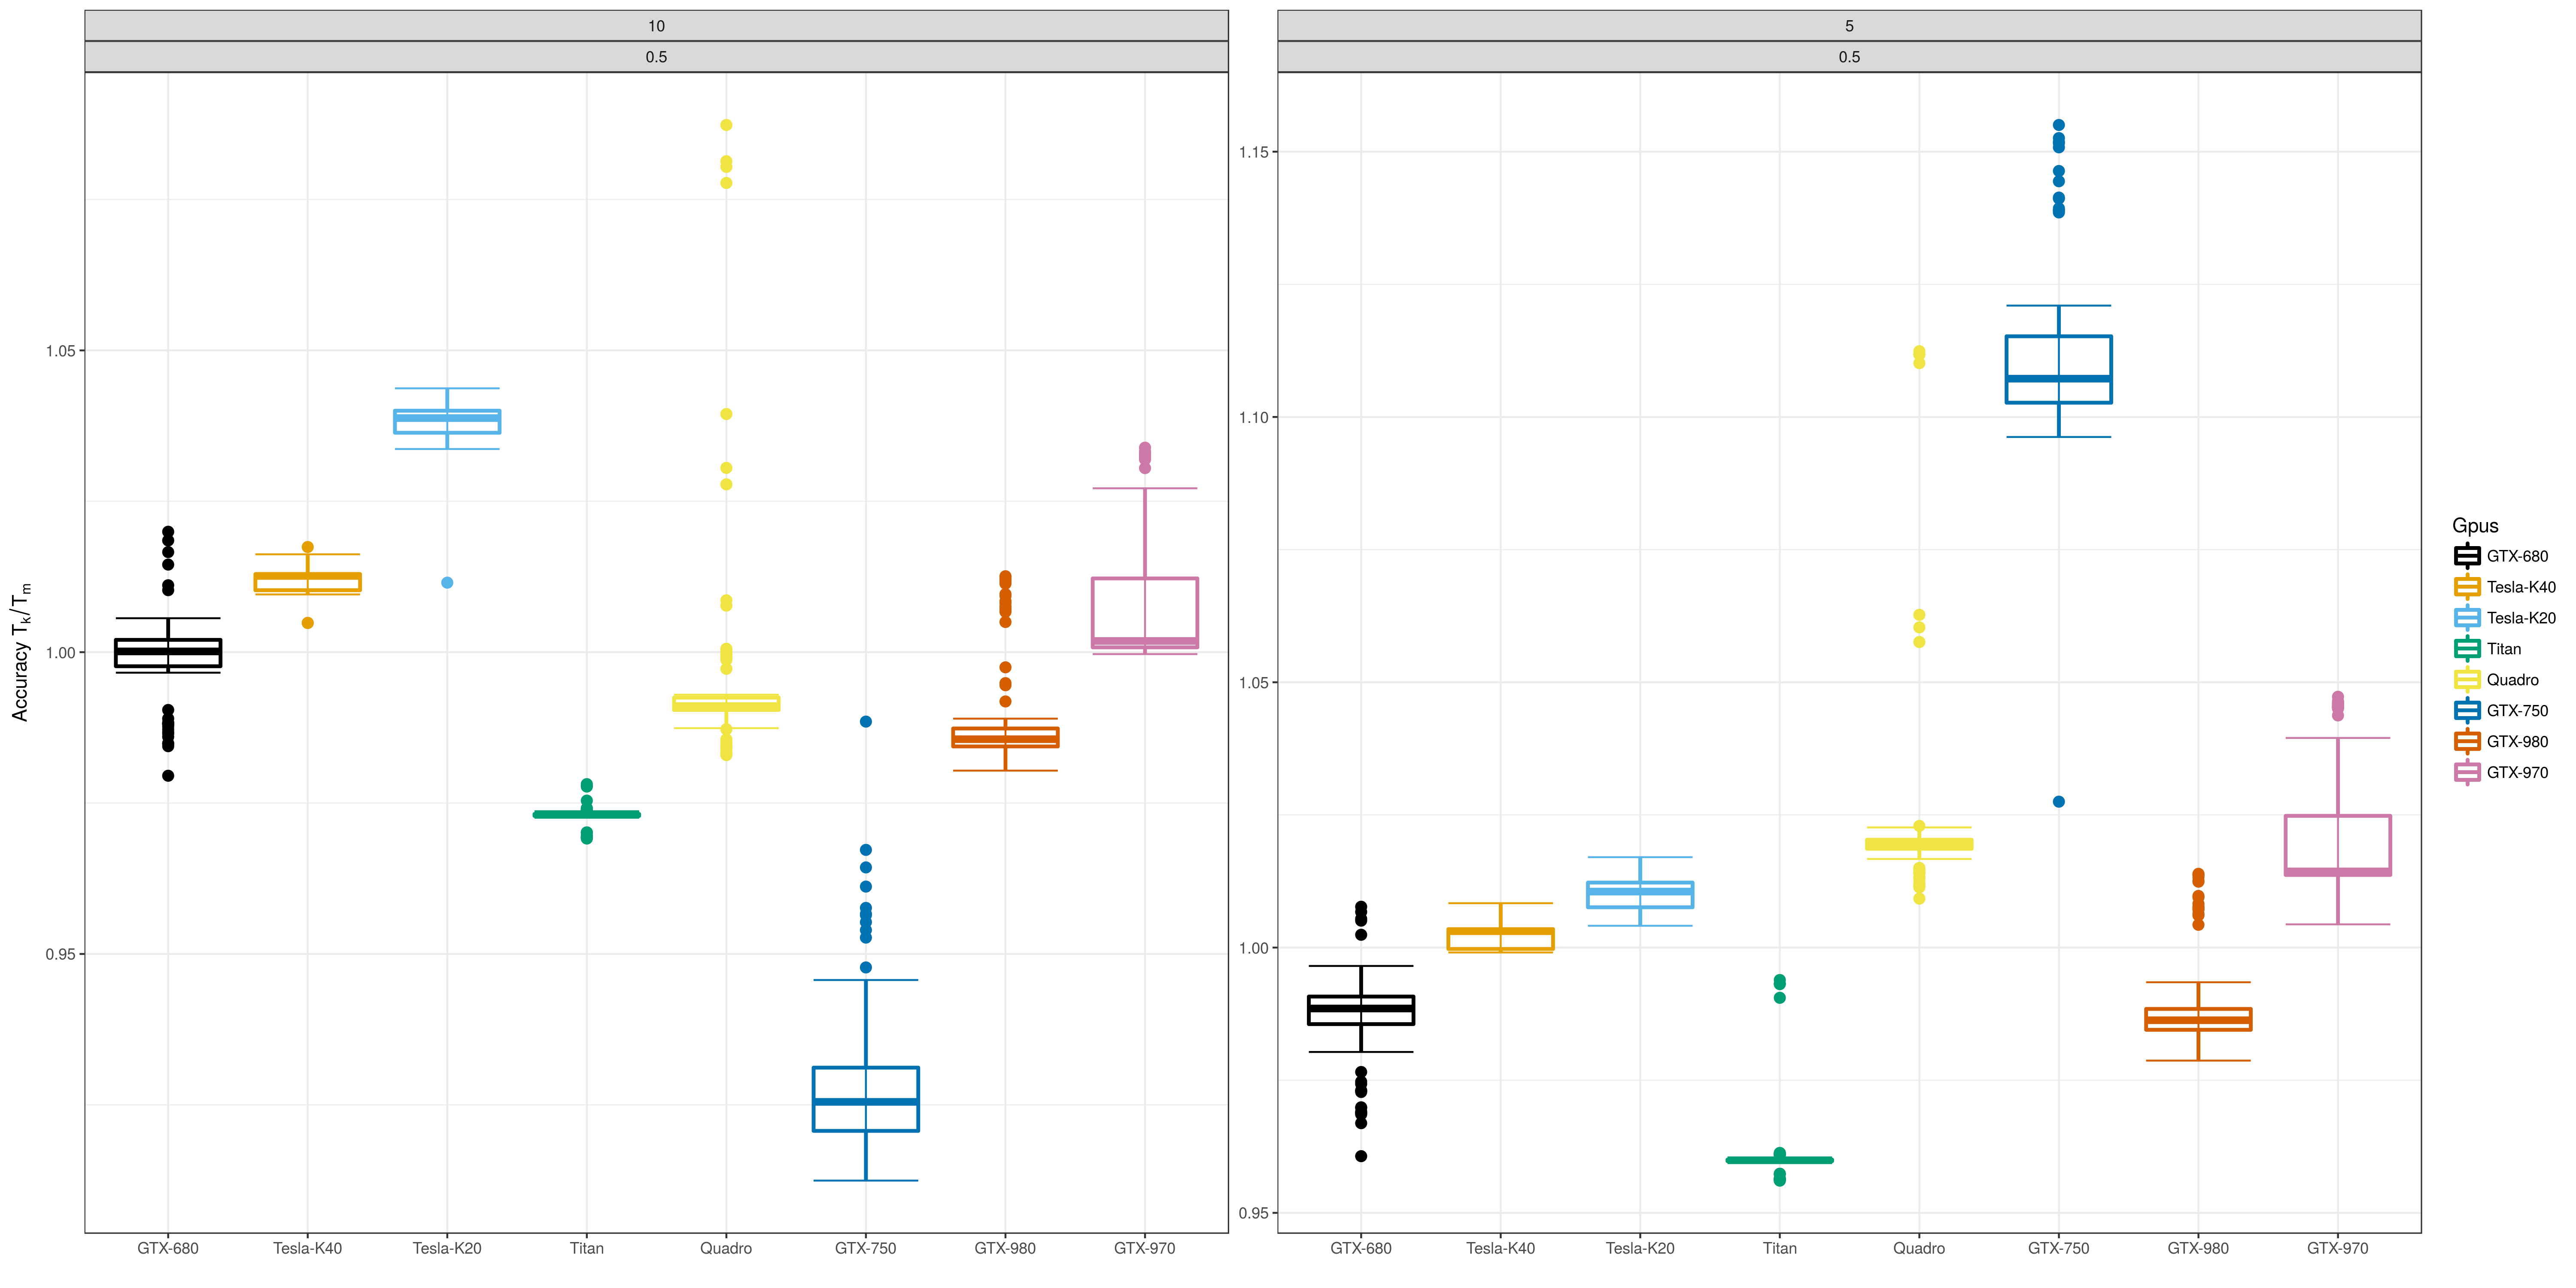 10
0.5
5
0.5
Accuracy Tk/Tm
1.05
1.00
0.95
GTX-680 Tesla-K40 Tesla-K20 Titan Quadro GTX-750 GTX-980 GTX-970
1.15
1.10
1.05
1.00
0.95
GTX-680 Tesla-K40 Tesla-K20 Titan Quadro GTX-750 GTX-980 GTX-970
Gpus
GTX-680
Tesla-K40
Tesla-K20
Titan
Quadro
GTX-750
GTX-980
GTX-970